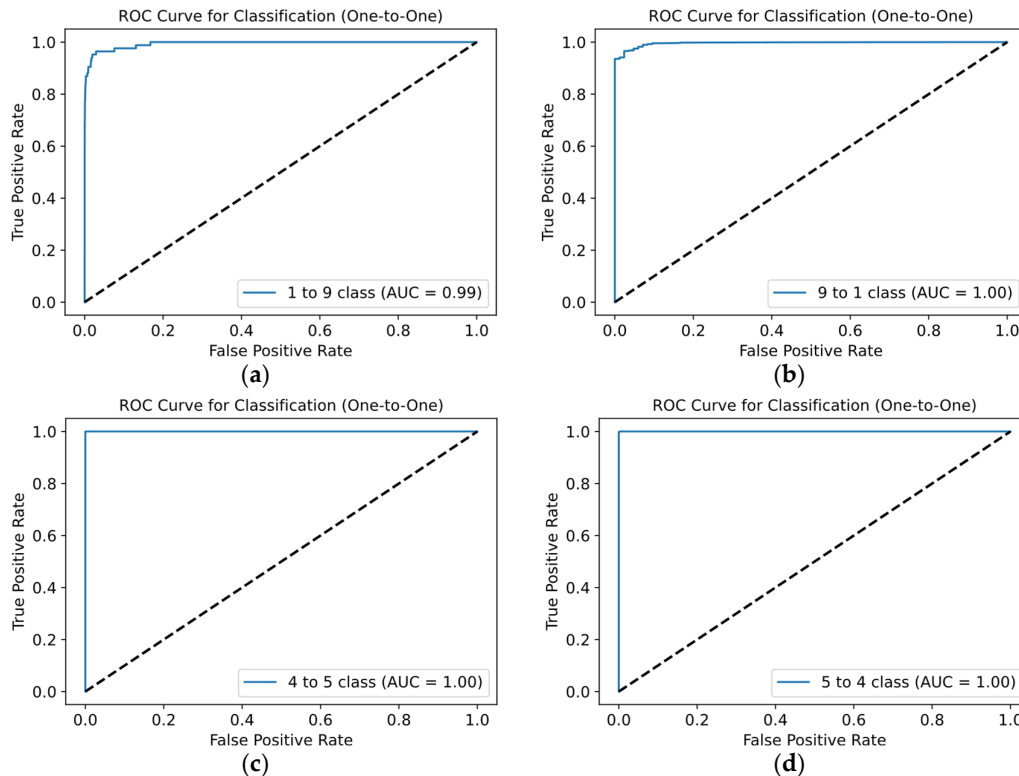 ROC Curve for Classification (One-to-One)
1.0
0.8
0.6
0.4
0.2
0.0
True Positive Rate
1 to 9 class (AUC = 0.99)
0.0 0.2 0.4 0.6 0.8 1.0
False Positive Rate
(a)
ROC Curve for Classification (One-to-One)
1.0
0.8
0.6
0.4
0.2
0.0
True Positive Rate
9 to 1 class (AUC = 1.00)
0.0 0.2 0.4 0.6 0.8 1.0
False Positive Rate
(b)
ROC Curve for Classification (One-to-One)
1.0
0.8
0.6
0.4
0.2
0.0
True Positive Rate
4 to 5 class (AUC = 1.00)
0.0 0.2 0.4 0.6 0.8 1.0
False Positive Rate
(c)
ROC Curve for Classification (One-to-One)
1.0
0.8
0.6
0.4
0.2
0.0
True Positive Rate
5 to 4 class (AUC = 1.00)
0.0 0.2 0.4 0.6 0.8 1.0
False Positive Rate
(d)